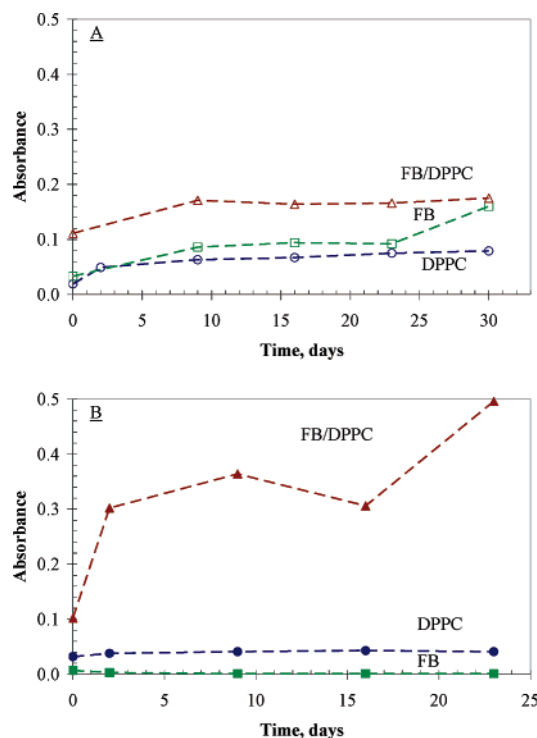 A
0.5
0.4
0.3
0.2
0.1
0.0
Absorbance
FB/DPPC
FB
DPPC
0 5 10 15 20 25 30
Time, days
B
0.5
0.4
0.3
0.2
0.1
0.0
Absorbance
FB/DPPC
DPPC
FB
0 5 10 15 20 25
Time, days